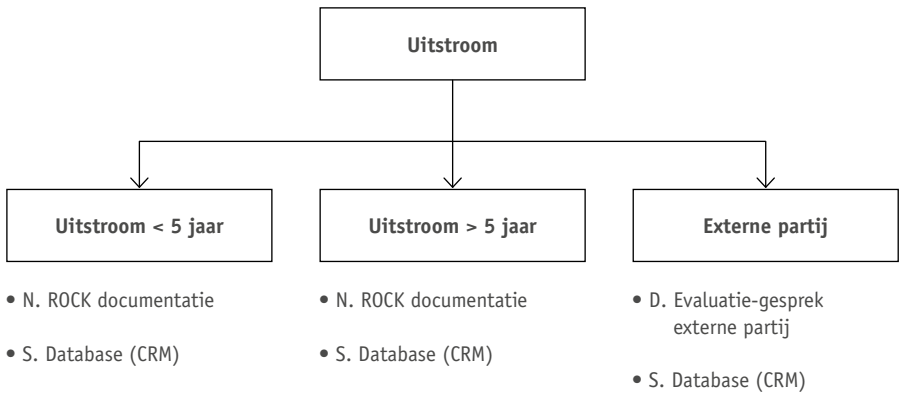 Uitstroom
Uitstroom < 5 jaar
Uitstroom > 5 jaar
Externe partij
• N. ROCK documentatie
• S. Database (CRM)
• N. ROCK documentatie
• S. Database (CRM)
• D. Evaluatie-gesprek
externe partij
• S. Database (CRM)